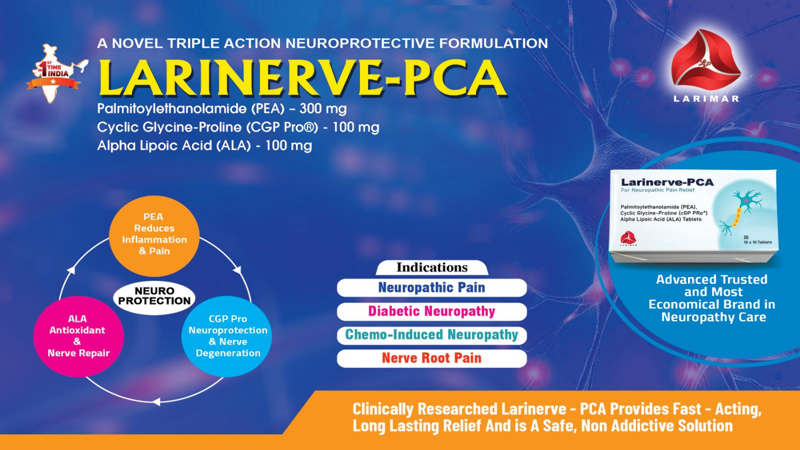 A NOVEL TRIPLE ACTION NEUROPROTECTIVE FORMULATION
1ST
TIME
INDIA
LARINERVE-PCA
Palmitoylethanolamide (PEA) – 300 mg
Cyclic Glycine-Proline (CGP Pro®) - 100 mg
Alpha Lipoic Acid (ALA) - 100 mg
LARIMAR
PEA
Reduces
Inflammation
& Pain
NEURO
PROTECTION
ALA
Antioxidant
&
Nerve Repair
CGP Pro
Neuroprotection
& Nerve
Degeneration
Indications
Neuropathic Pain
Diabetic Neuropathy
Chemo-Induced Neuropathy
Nerve Root Pain
Larinerve-PCA
For Neuropathic Pain Relief
Palmitoylethanolamide (PEA),
Cyclic Glycine-Proline (cGP PRo®)
Alpha Lipoic Acid (ALA) Tablets
10 x 10 Tablets
Advanced Trusted
and Most
Economical Brand in
Neuropathy Care
Clinically Researched Larinerve - PCA Provides Fast - Acting,
Long Lasting Relief And is A Safe, Non Addictive Solution